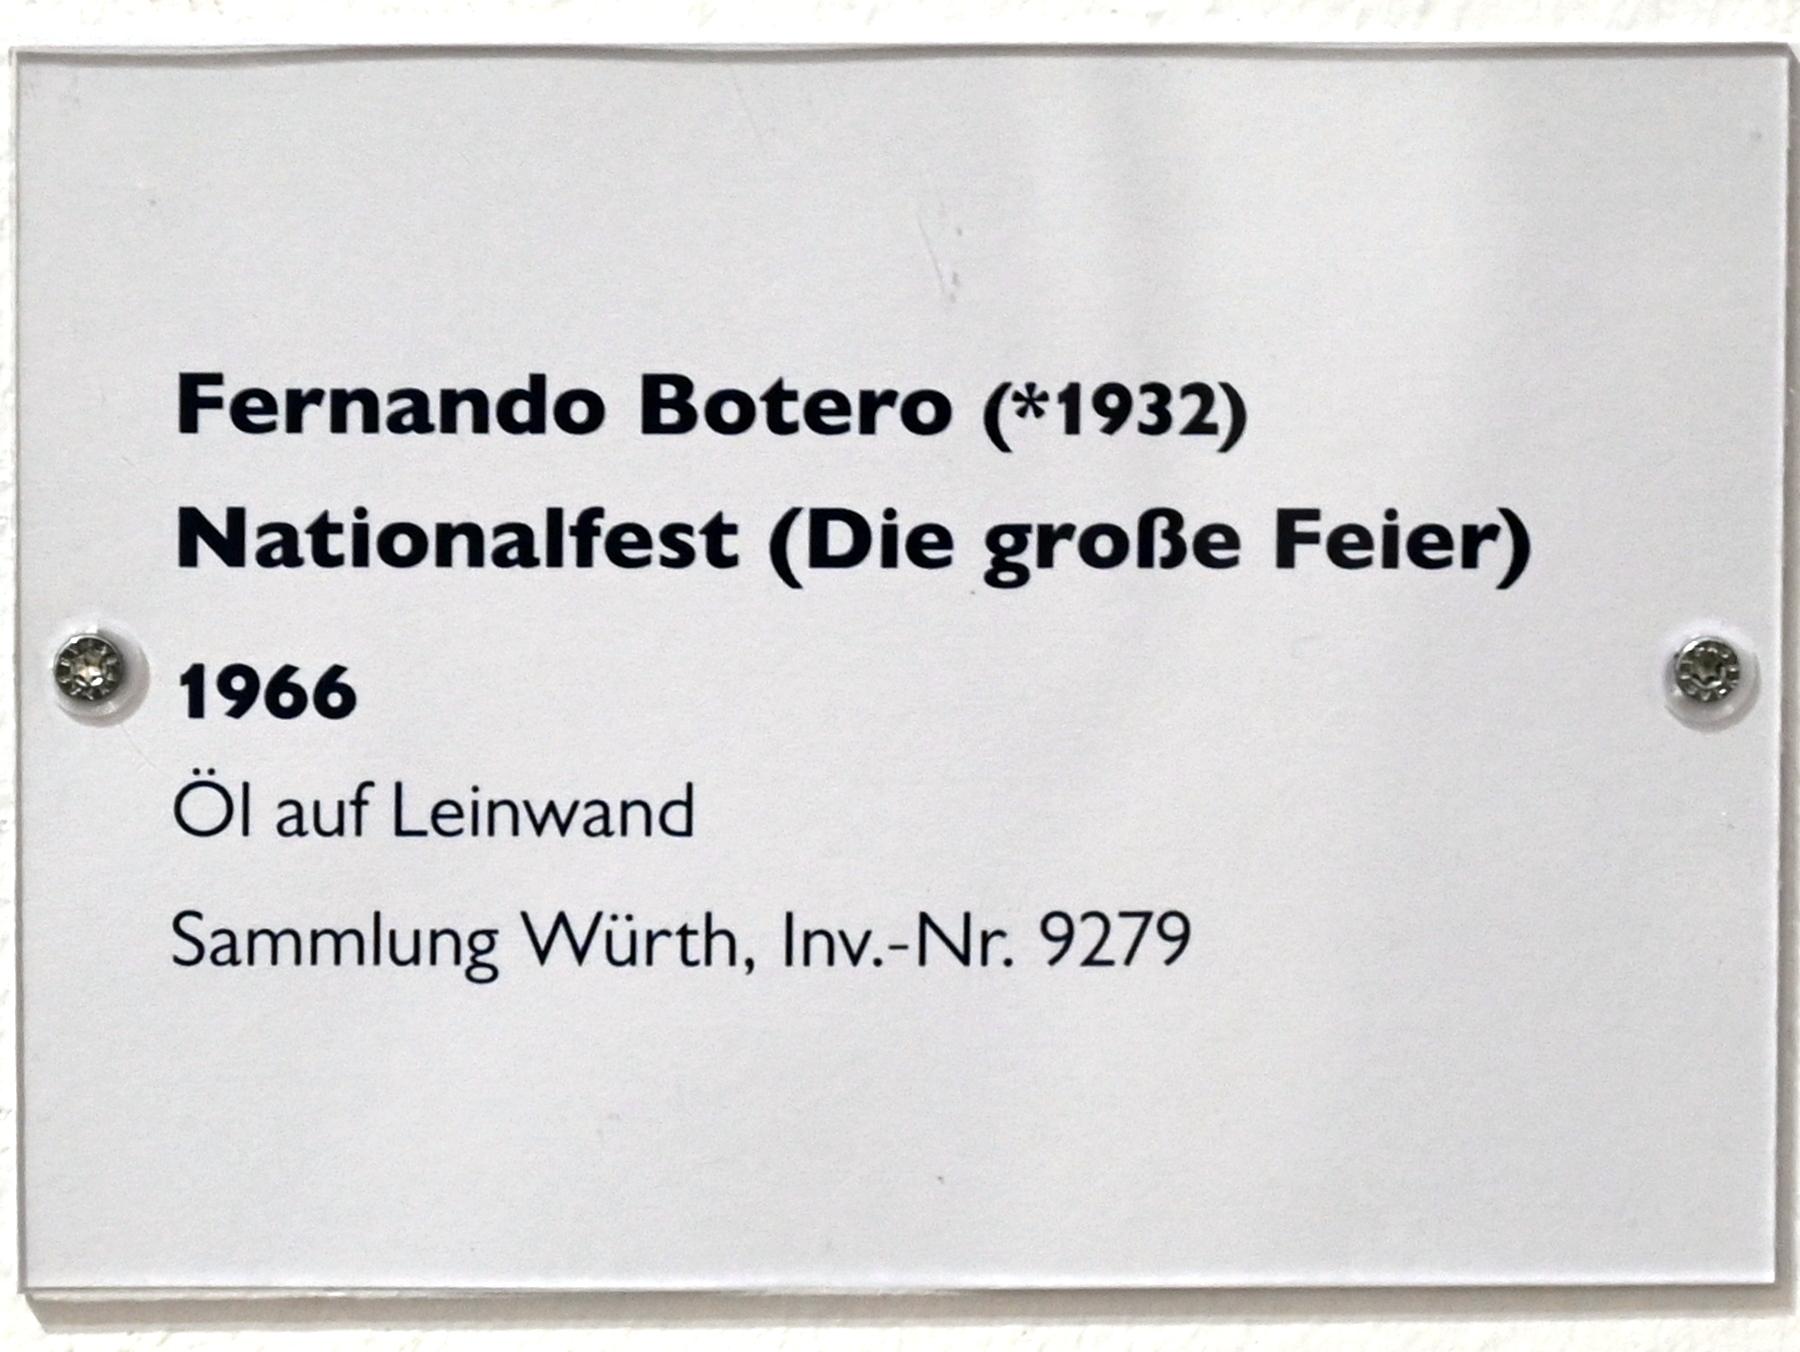 Fernando Botero (*1932)
Nationalfest (Die große Feier)
1966
Öl auf Leinwand
Sammlung Würth, Inv.-Nr. 9279